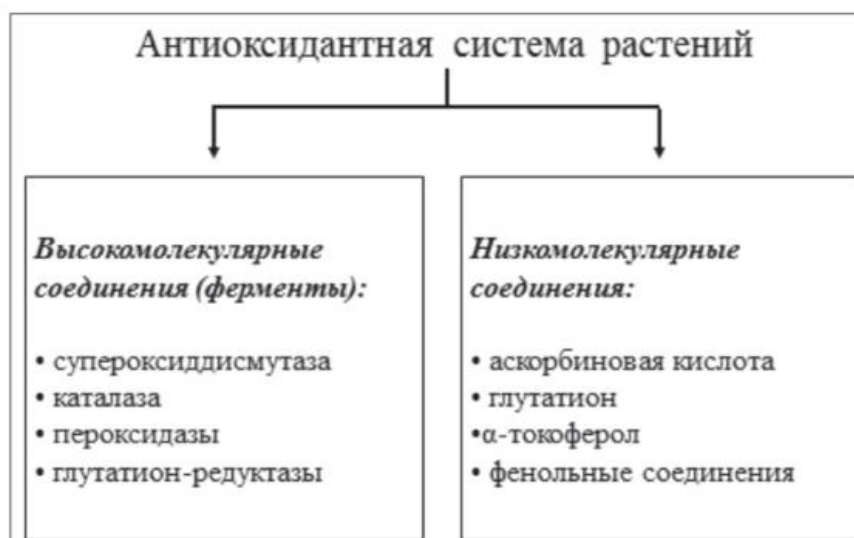 Антиоксидантная система растений
Высокомолекулярные
соединения (ферменты):
• супероксиддисмутаза
• каталаза
• пероксидазы
• глутатион-редуктазы
Низкомолекулярные
соединения:
• аскорбиновая кислота
• глутатион
•α-токоферол
• фенольные соединения